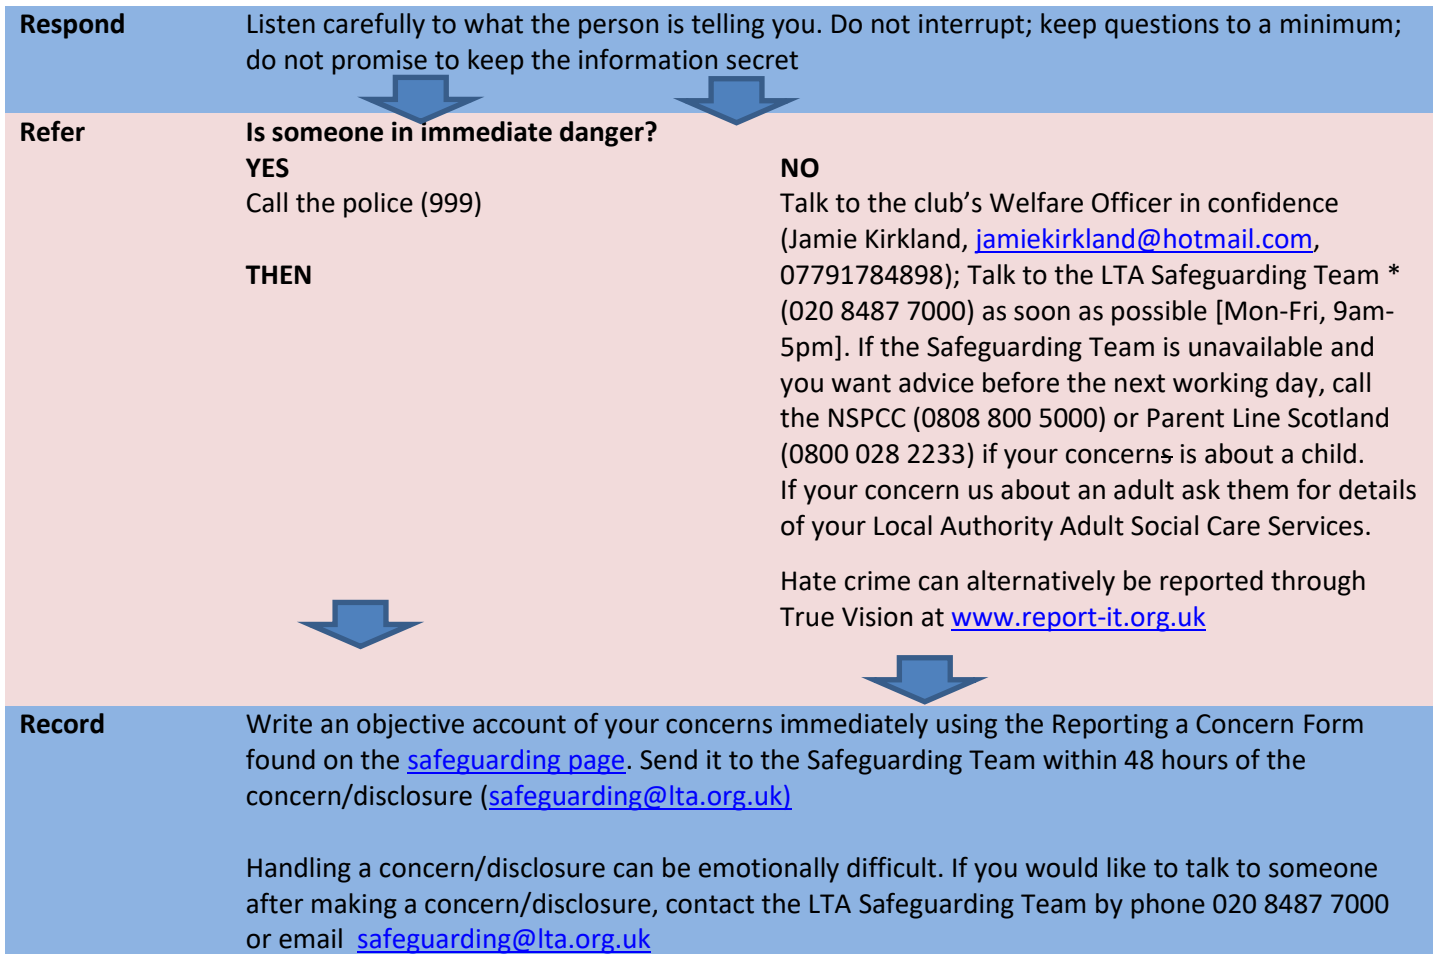 Respond
Listen carefully to what the person is telling you. Do not interrupt; keep questions to a minimum;
do not promise to keep the information secret
Refer
Is someone in immediate danger?
YES
Call the police (999)
THEN
NO
Talk to the club’s Welfare Officer in confidence
(Jamie Kirkland, jamiekirkland@hotmail.com,
07791784898); Talk to the LTA Safeguarding Team *
(020 8487 7000) as soon as possible [Mon-Fri, 9am-
5pm]. If the Safeguarding Team is unavailable and
you want advice before the next working day, call
the NSPCC (0808 800 5000) or Parent Line Scotland
(0800 028 2233) if your concerns is about a child.
If your concern us about an adult ask them for details
of your Local Authority Adult Social Care Services.
Hate crime can alternatively be reported through
True Vision at www.report-it.org.uk
Record
Write an objective account of your concerns immediately using the Reporting a Concern Form
found on the safeguarding page. Send it to the Safeguarding Team within 48 hours of the
concern/disclosure (safeguarding@lta.org.uk)
Handling a concern/disclosure can be emotionally difficult. If you would like to talk to someone
after making a concern/disclosure, contact the LTA Safeguarding Team by phone 020 8487 7000
or email safeguarding@lta.org.uk